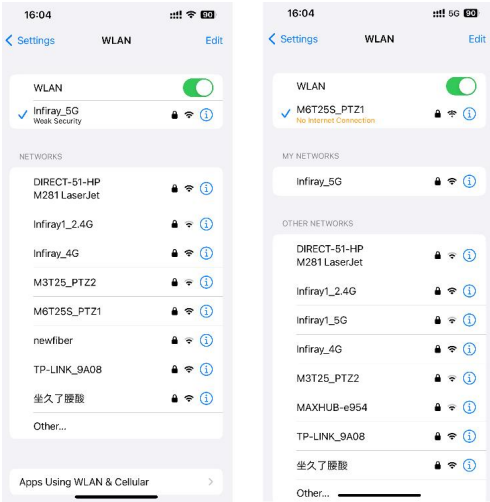 16:04
90
Settings
WLAN
Edit
WLAN
Infiray_5G
Weak Security
NETWORKS
DIRECT-51-HP
M281 LaserJet
Infiray1_2.4G
Infiray_4G
M3T25_PTZ2
M6T25S_PTZ1
newfiber
TP-LINK_9A08
坐久了腰酸
Other...
Apps Using WLAN & Cellular
16:04
5G
90
Settings
WLAN
Edit
WLAN
M6T25S_PTZ1
No Internet Connection
MY NETWORKS
Infiray_5G
OTHER NETWORKS
DIRECT-51-HP
M281 LaserJet
Infiray1_2.4G
Infiray1_5G
Infiray_4G
M3T25_PTZ2
MAXHUB-e954
TP-LINK_9A08
坐久了腰酸
Other...